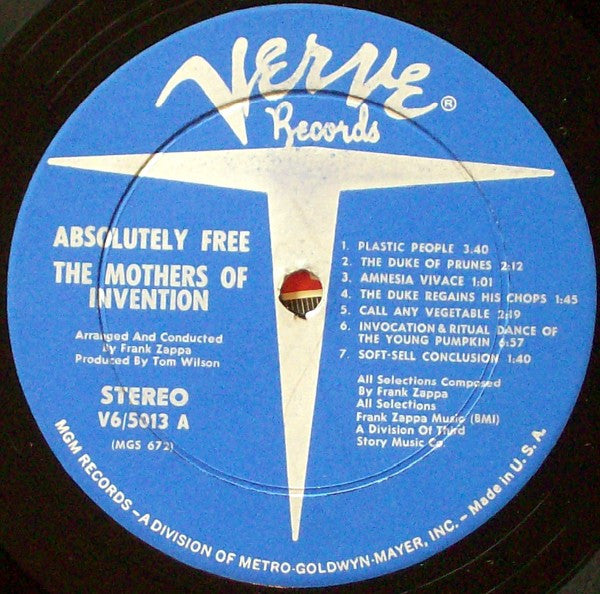 VERVE®
Records
ABSOLUTELY FREE
THE MOTHERS OF
INVENTION
Arranged And Conducted
By Frank Zappa
Produced By Tom Wilson
STEREO
V6/5013 A
(MGS 672)
1. PLASTIC PEOPLE 3:40
2. THE DUKE OF PRUNES 2:12
3. AMNESIA VIVACE 1:01
4. THE DUKE REGAINS HIS CHOPS 1:45
5. CALL ANY VEGETABLE 2:19
6. INVOCATION & RITUAL DANCE OF
THE YOUNG PUMPKIN 6:57
7. SOFT-SELL CONCLUSION 1:40
All Selections Composed
By Frank Zappa
All Selections
Frank Zappa Music (BMI)
A Division Of Third
Story Music Co.
MGM RECORDS – A DIVISION OF METRO-GOLDWYN-MAYER, INC. – Made in U. S. A.